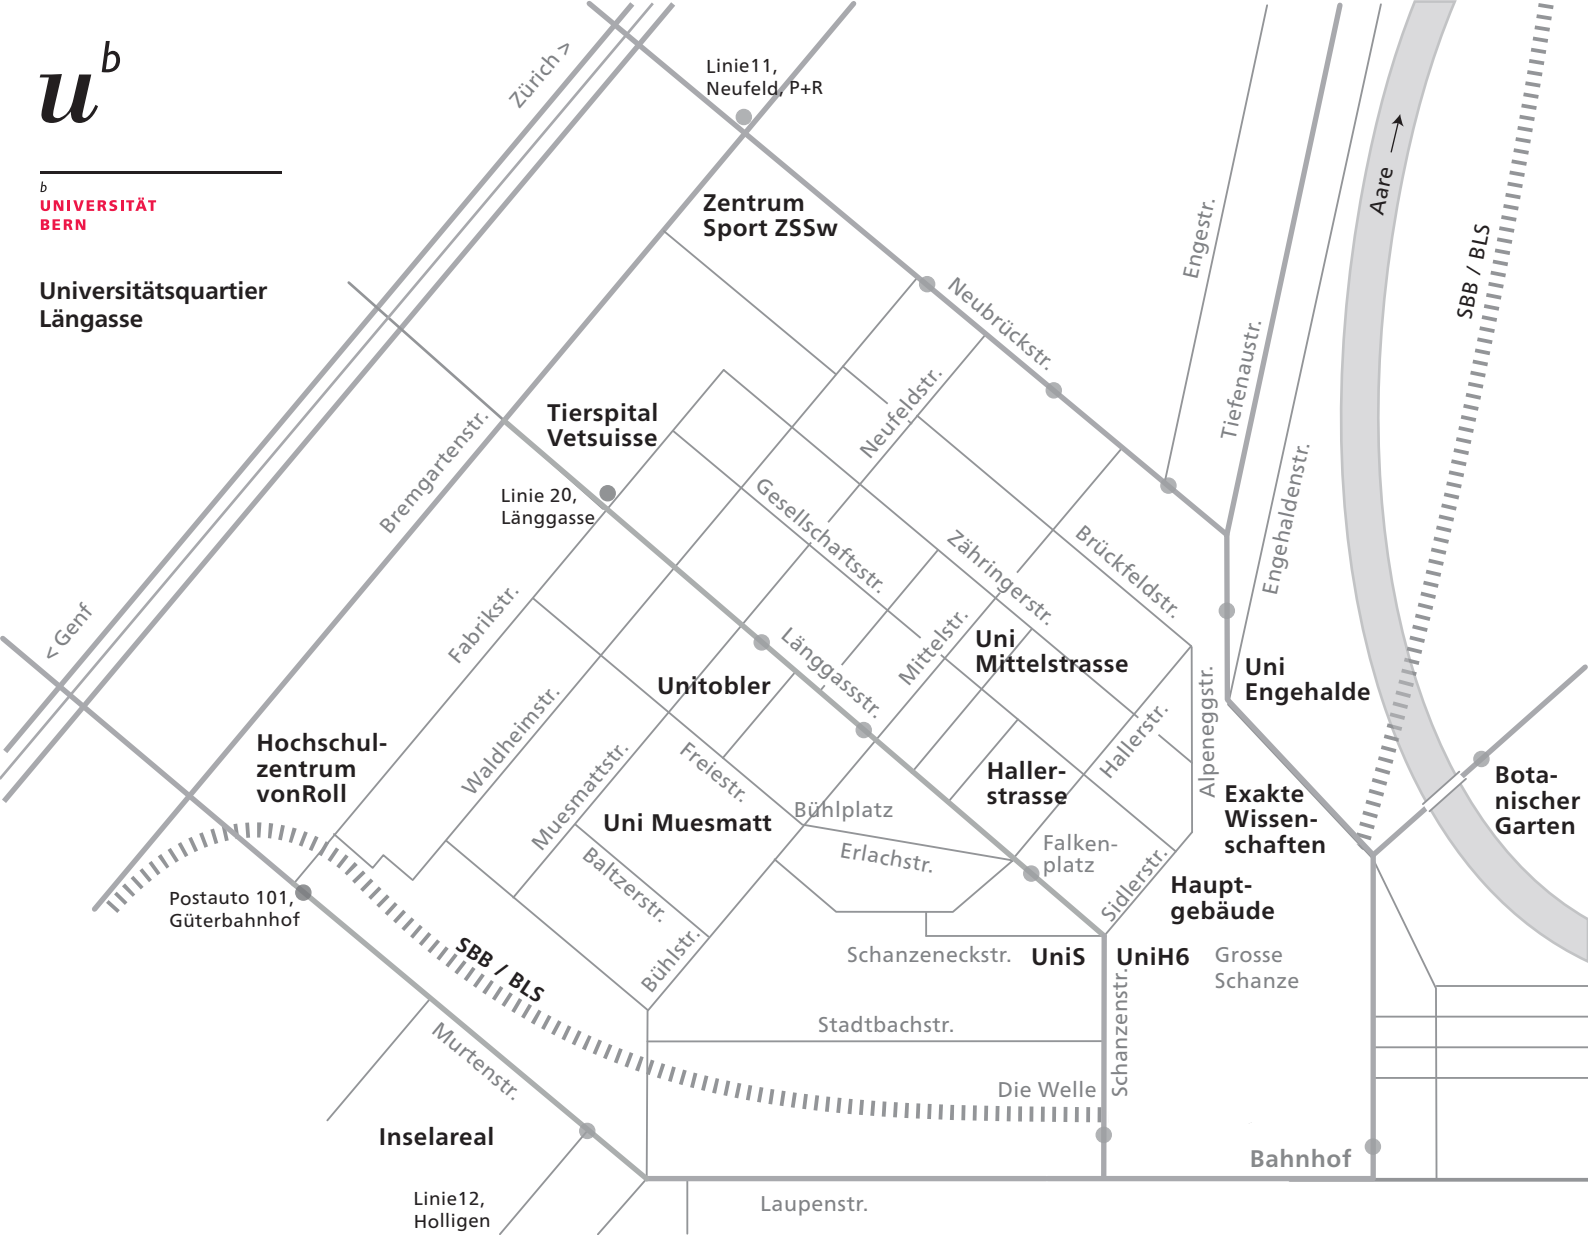 u
b
b
UNIVERSITÄT
BERN
Universitätsquartier
Längasse
Zürich >
< Genf
Linie11,
Neufeld, P+R
Zentrum
Sport ZSSw
Neubrückstr.
Engestr.
Tiefenaustr.
Engehaldenstr.
Aare
SBB / BLS
Bremgartenstr.
Tierspital
Vetsuisse
Linie 20,
Länggasse
Neufeldstr.
Gesellschaftsstr.
Zähringerstr.
Brückfeldstr.
Fabrikstr.
Mittelstr.
Uni
Mittelstrasse
Länggassstr.
Unitobler
Uni
Engehalde
Alpeneggstr.
Hallerstr.
Hochschul-
zentrum
vonRoll
Waldheimstr.
Muesmattstr.
Freiestr.
Haller-
strasse
Exakte
Wissen-
schaften
Bota-
nischer
Garten
Uni Muesmatt
Bühlplatz
Erlachstr.
Falken-
platz
Baltzerstr.
Sidlerstr.
Haupt-
gebäude
Postauto 101,
Güterbahnhof
SBB / BLS
Bühlstr.
Schanzeneckstr.
UniS
UniH6
Grosse
Schanze
Stadtbachstr.
Schanzenstr.
Murtenstr.
Die Welle
Inselareal
Bahnhof
Linie12,
Holligen
Laupenstr.